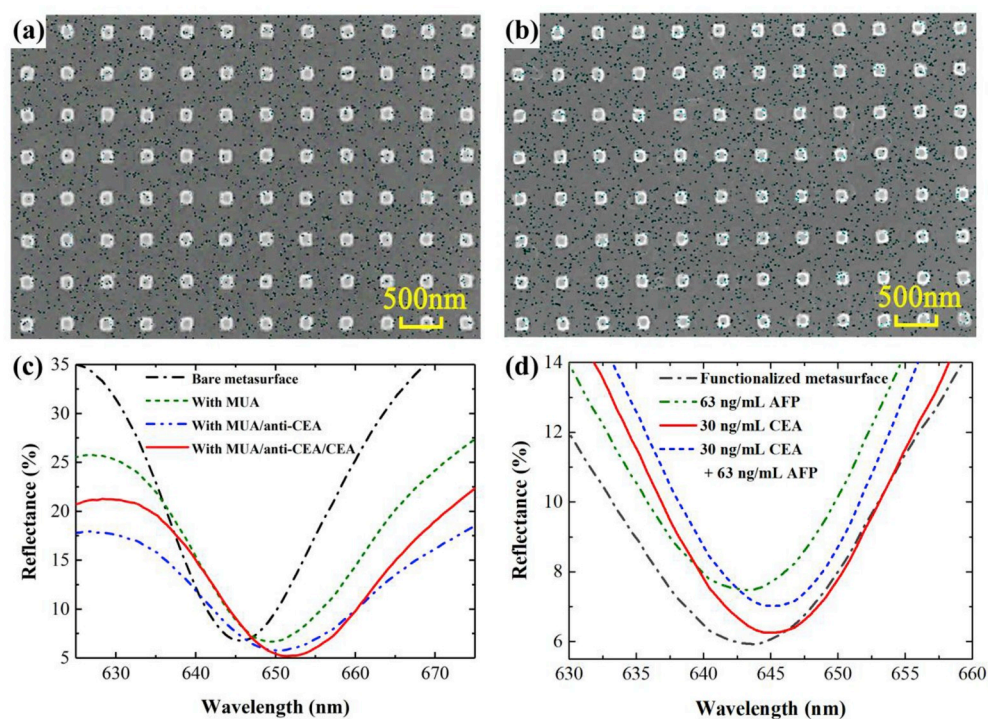 (a)
500nm
(b)
500nm
(c)
35
30
25
20
15
10
5
Reflectance (%)
Bare metasurface
With MUA
With MUA/anti-CEA
With MUA/anti-CEA/CEA
630 640 650 660 670
Wavelength (nm)
(d)
14
12
10
8
6
Reflectance (%)
Functionalized metasurface
63 ng/mL AFP
30 ng/mL CEA
30 ng/mL CEA
+ 63 ng/mL AFP
630 635 640 645 650 655 660
Wavelength (nm)